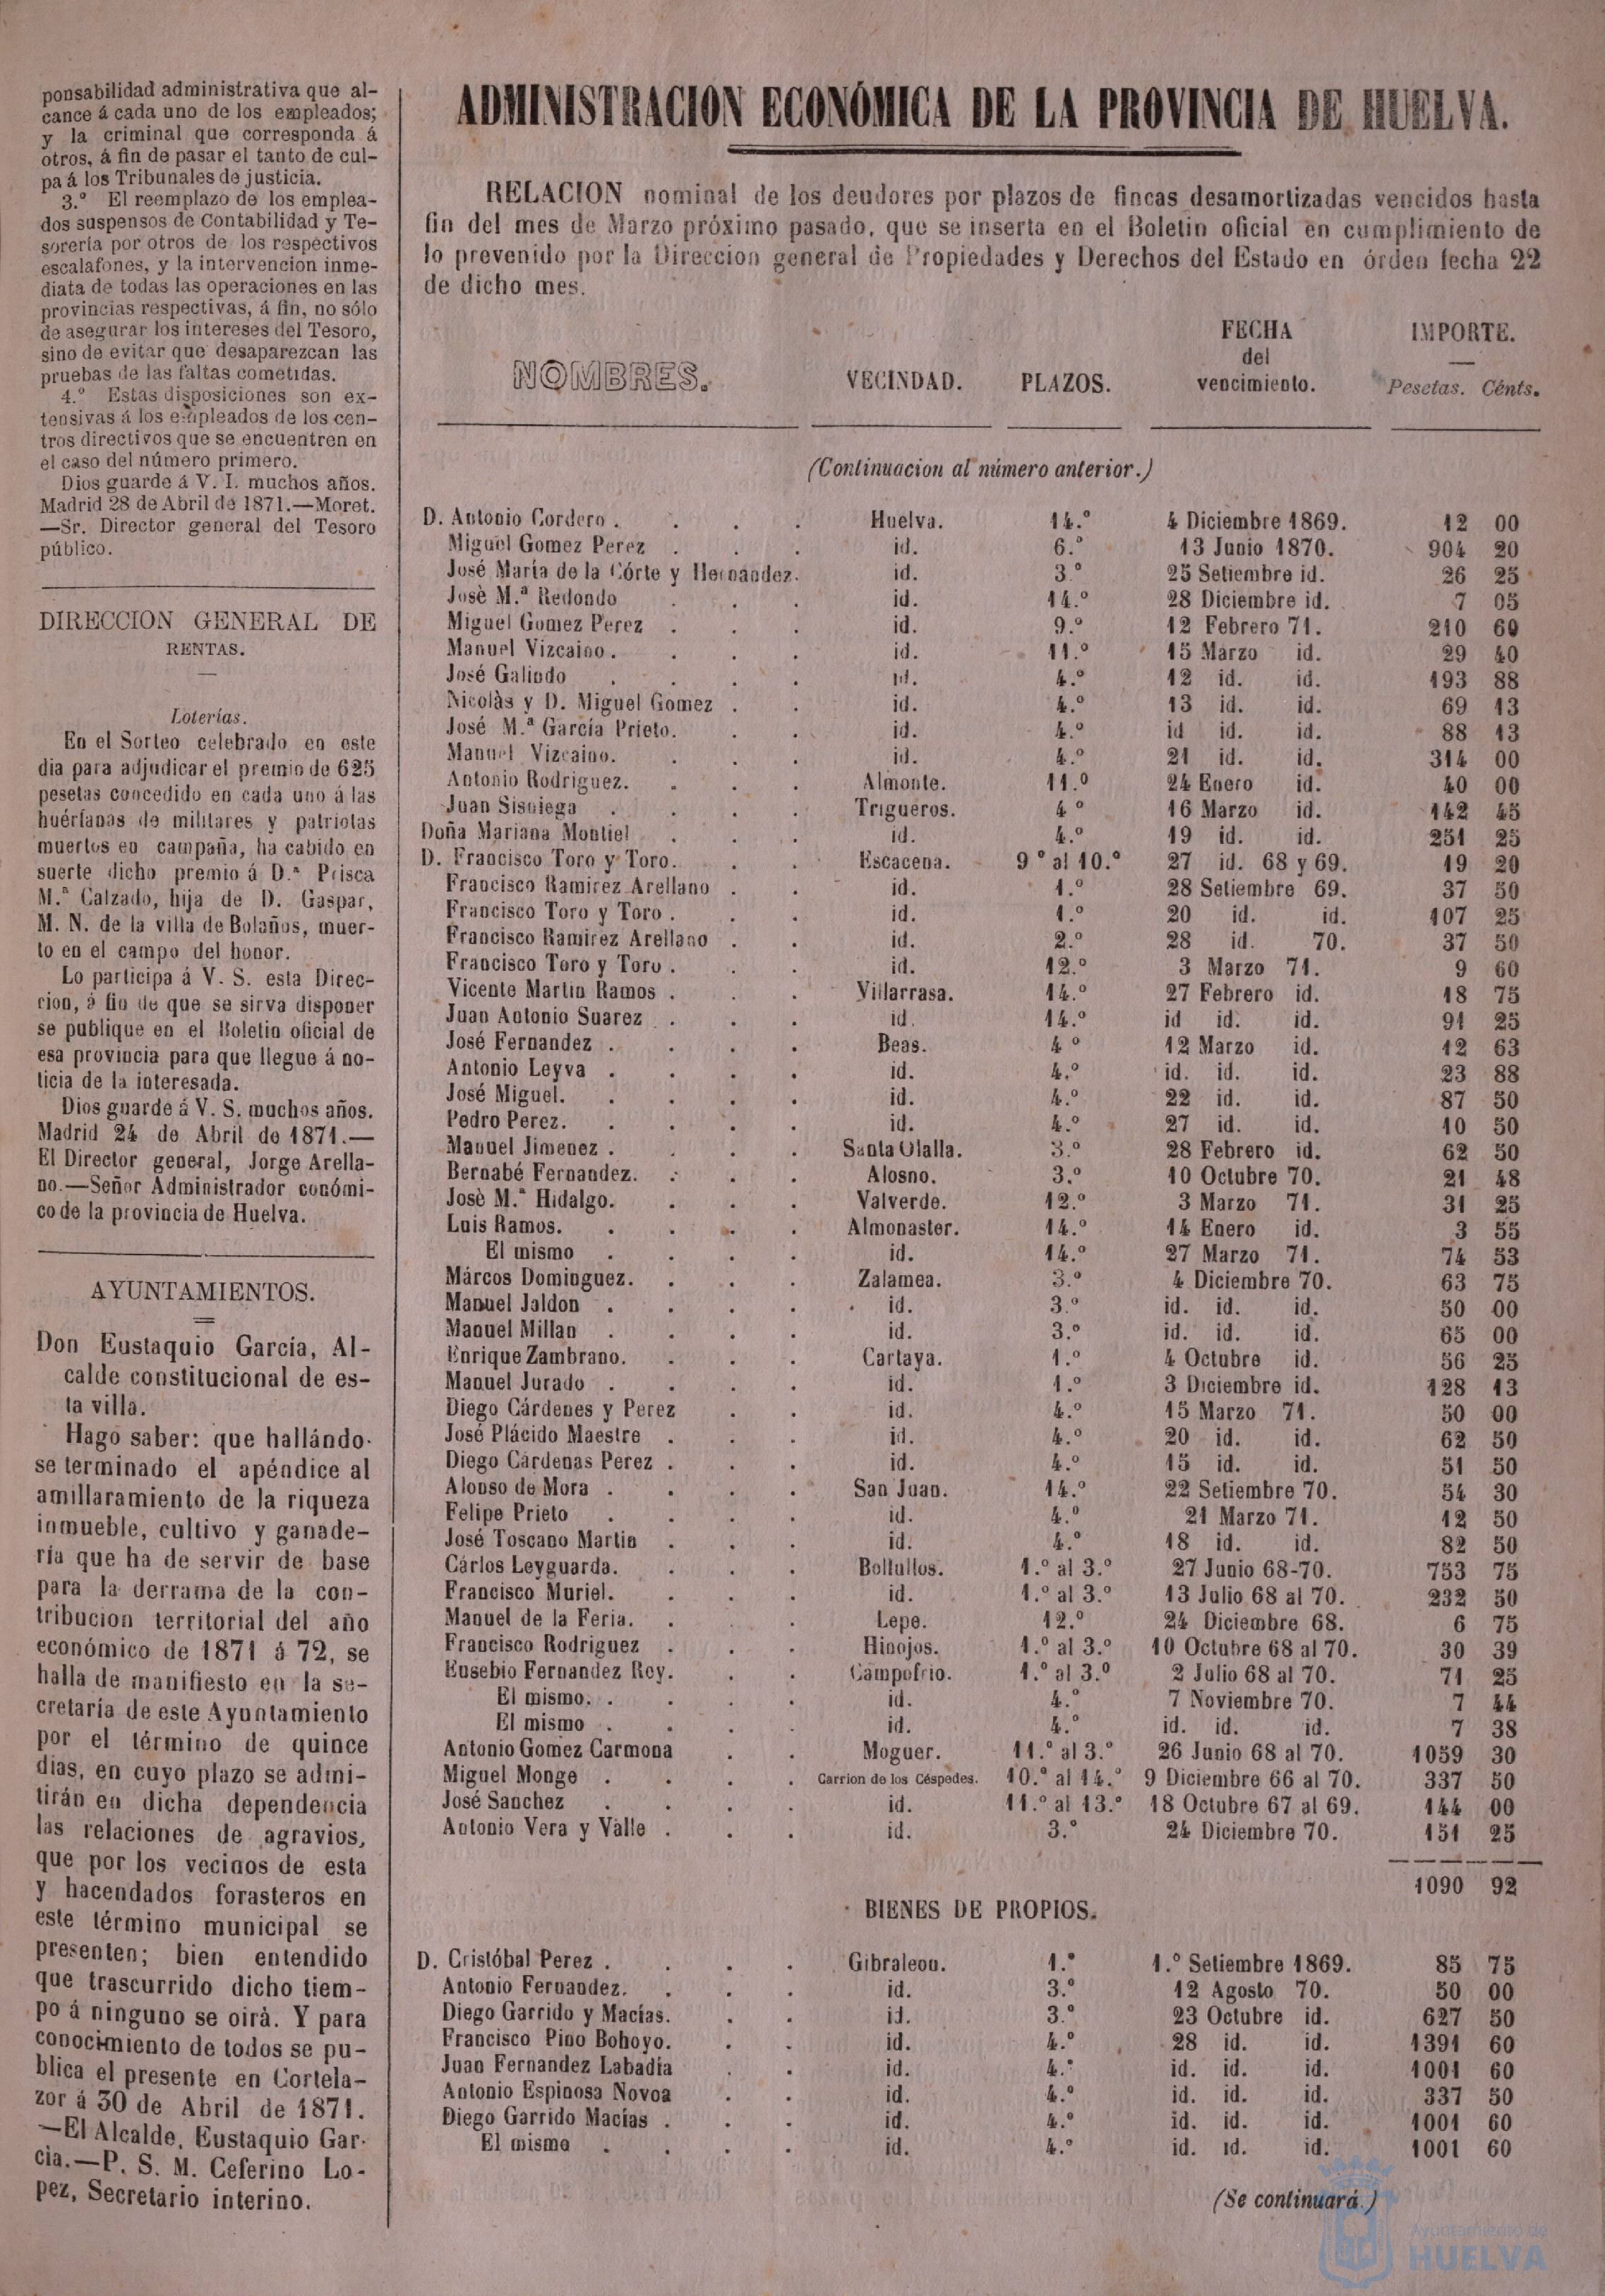 ponsabilidad administrativa que al-
cance á cada uno de los empleados;
y la criminal que corresponda á
otros, á fin de pasar el tanto de cul-
pa á los Tribunales de justicia.
3.º El reemplazo de los emplea-
dos suspensos de Contabilidad y Te-
sorería por otros de los respectivos
escalafones, y la intervencion inme-
diata de todas las operaciones en las
provincias respectivas, á fin, no sólo
de asegurar los intereses del Tesoro,
sino de evitar que desaparezcan las
pruebas de las faltas cometidas.
4.º Estas disposiciones son ex-
tensivas á los empleados de los cen-
tros directivos que se encuentren en
el caso del número primero.
Dios guarde á V. I. muchos años.
Madrid 28 de Abril de 1871.—Moret.
—Sr. Director general del Tesoro
público.
DIRECCION GENERAL DE
RENTAS.
Loterías.
En el Sorteo celebrado en este
dia para adjudicar el premio de 625
pesetas concedido en cada uno á las
huérfanas de militares y patriotas
muertos en campaña, ha cabido en
suerte dicho premio á D.ª Prisca
M.ª Calzado, hija de D. Gaspar,
M. N. de la villa de Bolaños, muer-
to en el campo del honor.
Lo participa á V. S. esta Direc-
cion, á fin de que se sirva disponer
se publique en el Boletin oficial de
esa provincia para que llegue á no-
ticia de la interesada.
Dios guarde á V. S. muchos años.
Madrid 24 de Abril de 1871.—
El Director general, Jorge Arella-
no.—Señor Administrador conómi-
co de la provincia de Huelva.
AYUNTAMIENTOS.
Don Eustaquio García, Al-
calde constitucional de es-
ta villa.
Hago saber: que hallándo-
se terminado el apéndice al
amillaramiento de la riqueza
inmueble, cultivo y ganade-
ría que ha de servir de base
para la derrama de la con-
tribucion territorial del año
económico de 1871 á 72, se
halla de manifiesto en la se-
cretaría de este Ayuntamiento
por el término de quince
dias, en cuyo plazo se admi-
tirán en dicha dependencia
las relaciones de agravios,
que por los vecinos de esta
y hacendados forasteros en
este término municipal se
presenten; bien entendido
que trascurrido dicho tiem-
po á ninguno se oirá. Y para
conocimiento de todos se pu-
blica el presente en Cortela-
zor á 30 de Abril de 1871.
—El Alcalde, Eustaquio Gar-
cia.—P. S. M. Ceferino Lo-
pez, Secretario interino.
ADMINISTRACION ECONÓMICA DE LA PROVINCIA DE HUELVA.
RELACION nominal de los deudores por plazos de fincas desamortizadas vencidos hasta
fin del mes de Marzo próximo pasado, que se inserta en el Boletin oficial en cumplimiento de
lo prevenido por la Direccion general de Propiedades y Derechos del Estado en órden fecha 22
de dicho mes.
NOMBRES. VECINDAD. PLAZOS. FECHA del vencimiento. IMPORTE. Pesetas. Cénts.
(Continuacion al número anterior.)
D. Antonio Cordero . . . . Huelva. 14.º 4 Diciembre 1869. 12 00
Miguel Gomez Perez . . . id. 6.º 13 Junio 1870. 904 20
José María de la Córte y Hernandez. id. 3.º 25 Setiembre id. 26 25
Josè M.ª Redondo . . . id. 14.º 28 Diciembre id. 7 05
Miguel Gomez Perez . . . id. 9.º 12 Febrero 71. 210 60
Manuel Vizcaino. . . . id. 11.º 15 Marzo id. 29 40
José Galindo . . . . id. 4.º 12 id. id. 193 88
Nicolàs y D. Miguel Gomez . . id. 4.º 13 id. id. 69 13
José M.ª García Prieto. . . id. 4.º id id. id. 88 13
Manuel Vizcaino. . . . id. 4.º 21 id. id. 314 00
Antonio Rodriguez. . . . Almonte. 11.º 24 Enero id. 40 00
Juan Sisniega . . . . Trigueros. 4º 16 Marzo id. 142 45
Doña Mariana Montiel . . . id. 4.º 19 id. id. 251 25
D. Francisco Toro y Toro. . . Escacena. 9º al 10.º 27 id. 68 y 69. 19 20
Francisco Ramirez Arellano . . id. 1.º 28 Setiembre 69. 37 50
Francisco Toro y Toro . . . id. 1.º 20 id. id. 107 25
Francisco Ramirez Arellano . . id. 2.º 28 id. 70. 37 50
Francisco Toro y Toro . . . id. 12.º 3 Marzo 71. 9 60
Vicente Martin Ramos . . . Villarrasa. 14.º 27 Febrero id. 18 75
Juan Antonio Suarez . . . id. 14.º id id. id. 91 25
José Fernandez . . . . Beas. 4º 12 Marzo id. 12 63
Antonio Leyva . . . . id. 4.º id. id. id. 23 88
José Miguel. . . . . id. 4.º 22 id. id. 87 50
Pedro Perez. . . . . id. 4.º 27 id. id. 10 50
Manuel Jimenez . . . . Santa Olalla. 3.º 28 Febrero id. 62 50
Bernabé Fernandez. . . . Alosno. 3.º 10 Octubre 70. 21 48
Josè M.ª Hidalgo. . . . Valverde. 12.º 3 Marzo 71. 31 25
Luis Ramos. . . . . Almonaster. 14.º 14 Enero id. 3 55
El mismo . . . . id. 14.º 27 Marzo 71. 74 53
Márcos Dominguez. . . . Zalamea. 3.º 4 Diciembre 70. 63 75
Manuel Jaldon . . . . id. 3.º id. id. id. 50 00
Manuel Millan . . . . id. 3.º id. id. id. 65 00
Enrique Zambrano. . . . Cartaya. 1.º 4 Octubre id. 56 25
Manuel Jurado . . . . id. 1.º 3 Diciembre id. 128 13
Diego Cárdenes y Perez . . id. 4.º 15 Marzo 71. 50 00
José Plácido Maestre . . . id. 4.º 20 id. id. 62 50
Diego Cárdenas Perez . . . id. 4.º 15 id. id. 51 50
Alonso de Mora . . . . San Juan. 14.º 22 Setiembre 70. 54 30
Felipe Prieto . . . . id. 4.º 21 Marzo 71. 12 50
José Toscano Martin . . . id. 4.º 18 id. id. 82 50
Cárlos Leyguarda. . . . Bollullos. 1.º al 3.º 27 Junio 68-70. 753 75
Francisco Muriel. . . . id. 1.º al 3.º 13 Julio 68 al 70. 232 50
Manuel de la Feria. . . . Lepe. 12.º 24 Diciembre 68. 6 75
Francisco Rodriguez . . . Hinojos. 1.º al 3.º 10 Octubre 68 al 70. 30 39
Eusebio Fernandez Rey. . . Campofrio. 1.º al 3.º 2 Julio 68 al 70. 71 25
El mismo. . . . . id. 4.º 7 Noviembre 70. 7 44
El mismo . . . . id. 4.º id. id. id. 7 38
Antonio Gomez Carmona . . Moguer. 11.º al 3.º 26 Junio 68 al 70. 1059 30
Miguel Monge . . . . Carrion de los Céspedes. 10.º al 14.º 9 Diciembre 66 al 70. 337 50
José Sanchez . . . . id. 11.º al 13.º 18 Octubre 67 al 69. 144 00
Antonio Vera y Valle . . . id. 3.º 24 Diciembre 70. 151 25
1090 92
BIENES DE PROPIOS.
D. Cristóbal Perez . . . . Gibraleon. 1.º 1.º Setiembre 1869. 85 75
Antonio Fernandez. . . . id. 3.º 12 Agosto 70. 50 00
Diego Garrido y Macías. . . id. 3.º 23 Octubre id. 627 50
Francisco Pino Bohoyo. . . id. 4.º 28 id. id. 1391 60
Juan Fernandez Labadia . . id. 4.º id. id. id. 1001 60
Antonio Espinosa Novoa . . id. 4.º id. id. id. 337 50
Diego Garrido Macías . . . id. 4.º id. id. id. 1001 60
El mismo . . . . id. 4.º id. id. id. 1001 60
(Se continuará.)
Ayuntamiento de
HUELVA